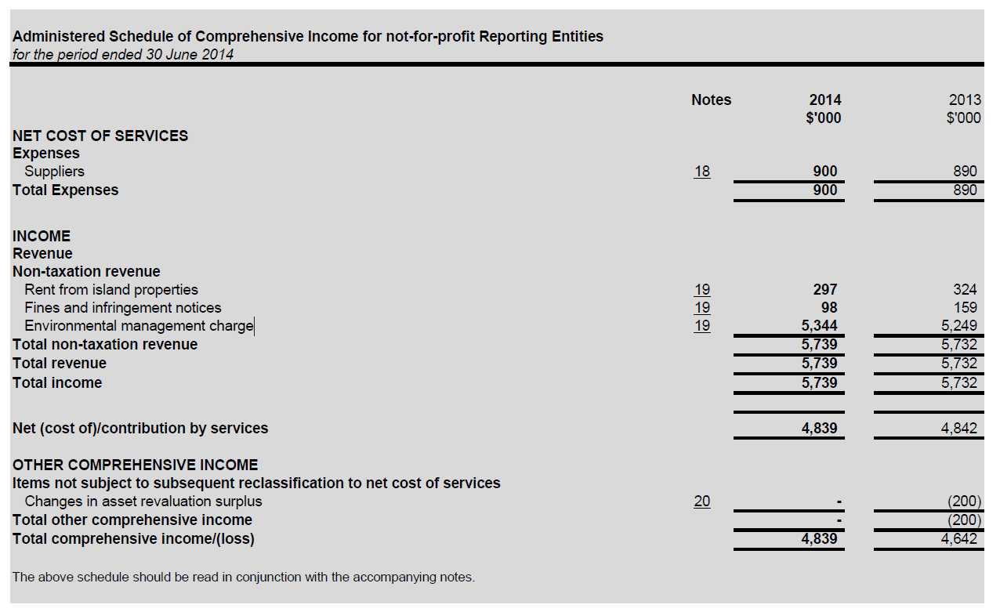 Administered Schedule of Comprehensive Income for not-for-profit Reporting Entities
for the period ended 30 June 2014
Notes 2014 2013
$'000 $'000
NET COST OF SERVICES
Expenses
Suppliers 18 900 890
Total Expenses 900 890
INCOME
Revenue
Non-taxation revenue
Rent from island properties 19 297 324
Fines and infringement notices 19 98 159
Environmental management charge 19 5,344 5,249
Total non-taxation revenue 5,739 5,732
Total revenue 5,739 5,732
Total income 5,739 5,732
Net (cost of)/contribution by services 4,839 4,842
OTHER COMPREHENSIVE INCOME
Items not subject to subsequent reclassification to net cost of services
Changes in asset revaluation surplus 20 - (200)
Total other comprehensive income - (200)
Total comprehensive income/(loss) 4,839 4,642
The above schedule should be read in conjunction with the accompanying notes.